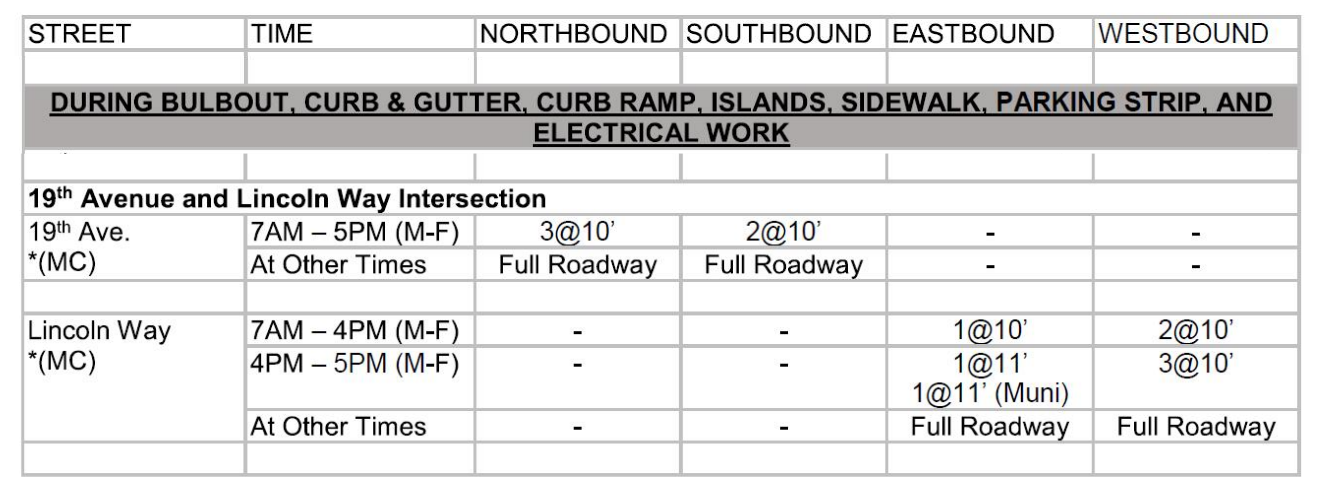 STREET TIME NORTHBOUND SOUTHBOUND EASTBOUND WESTBOUND
DURING BULBOUT, CURB & GUTTER, CURB RAMP, ISLANDS, SIDEWALK, PARKING STRIP, AND
ELECTRICAL WORK
19th Avenue and Lincoln Way Intersection
19th Ave. 7AM – 5PM (M-F) 3@10’ 2@10’ - -
*(MC) At Other Times Full Roadway Full Roadway - -
Lincoln Way 7AM – 4PM (M-F) - - 1@10’ 2@10’
*(MC) 4PM – 5PM (M-F) - - 1@11’ 3@10’
1@11’ (Muni)
At Other Times - - Full Roadway Full Roadway